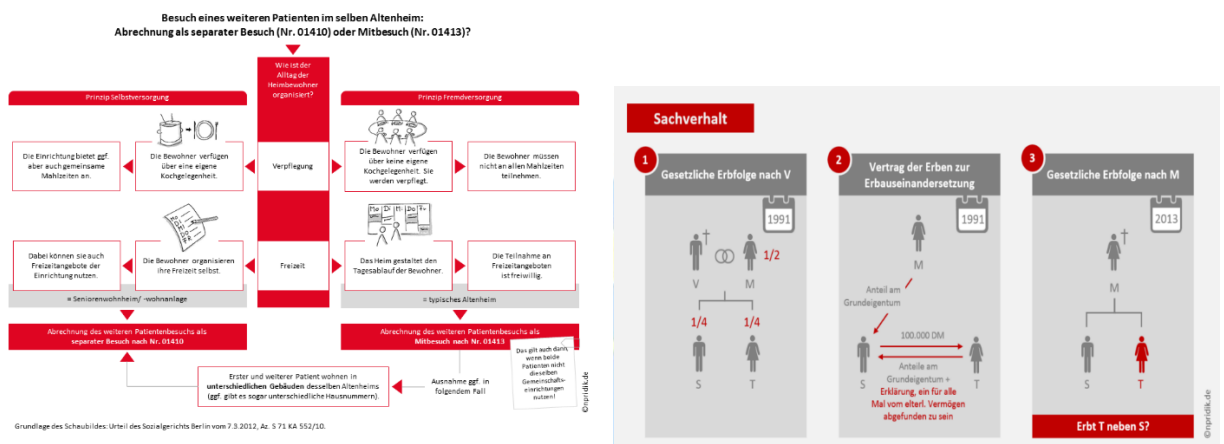 Besuch eines weiteren Patienten im selben Altenheim:
Abrechnung als separater Besuch (Nr. 01410) oder Mitbesuch (Nr. 01413)?
Wie ist der
Alltag der
Heimbewohner
organisiert?
Prinzip Selbstversorgung
Prinzip Fremdversorgung
Die Einrichtung bietet ggf.
aber auch gemeinsame
Mahlzeiten an.
Die Bewohner verfügen
über eine eigene
Kochgelegenheit.
Verpflegung
Die Bewohner verfügen
über keine eigene
Kochgelegenheit. Sie
werden verpflegt.
Die Bewohner müssen
nicht an allen Mahlzeiten
teilnehmen.
Mo Di Mi Do Fr
Dabei können sie auch
Freizeitangebote der
Einrichtung nutzen.
Die Bewohner organisieren
ihre Freizeit selbst.
Freizeit
Das Heim gestaltet den
Tagesablauf der Bewohner.
Die Teilnahme an
Freizeitangeboten
ist freiwillig.
= Seniorenwohnheim/ -wohnanlage
= typisches Altenheim
Abrechnung des weiteren Patientenbesuchs als
separater Besuch nach Nr. 01410
Abrechnung des weiteren Patientenbesuchs als
Mitbesuch nach Nr. 01413
Das gilt auch dann,
wenn beide
Patienten nicht
dieselben
Gemeinschafts-
einrichtungen
nutzen!
Erster und weiterer Patient wohnen in
unterschiedlichen Gebäuden desselben Altenheims
(ggf. gibt es sogar unterschiedliche Hausnummern).
Ausnahme ggf. in
folgendem Fall
©npridik.de
Grundlage des Schaubildes: Urteil des Sozialgerichts Berlin vom 7.3.2012, Az. S 71 KA 552/10.
Sachverhalt
1
Gesetzliche Erbfolge nach V
1991
1/2
V
M
1/4
1/4
S
T
2
Vertrag der Erben zur
Erbauseinandersetzung
1991
M
Anteil am
Grundeigentum
100.000 DM
S
T
Anteile am
Grundeigentum +
Erklärung, ein für alle
Mal vom elterl. Vermögen
abgefunden zu sein
3
Gesetzliche Erbfolge nach M
2013
M
S
T
Erbt T neben S?
©npridik.de